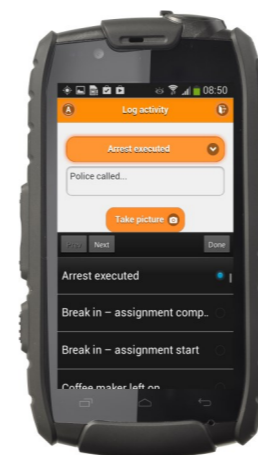 08:50
Log activity
Arrest executed
Police called...
Take picture
Next
Done
Arrest executed
Break in – assignment comp..
Break in – assignment start
Coffee maker left on